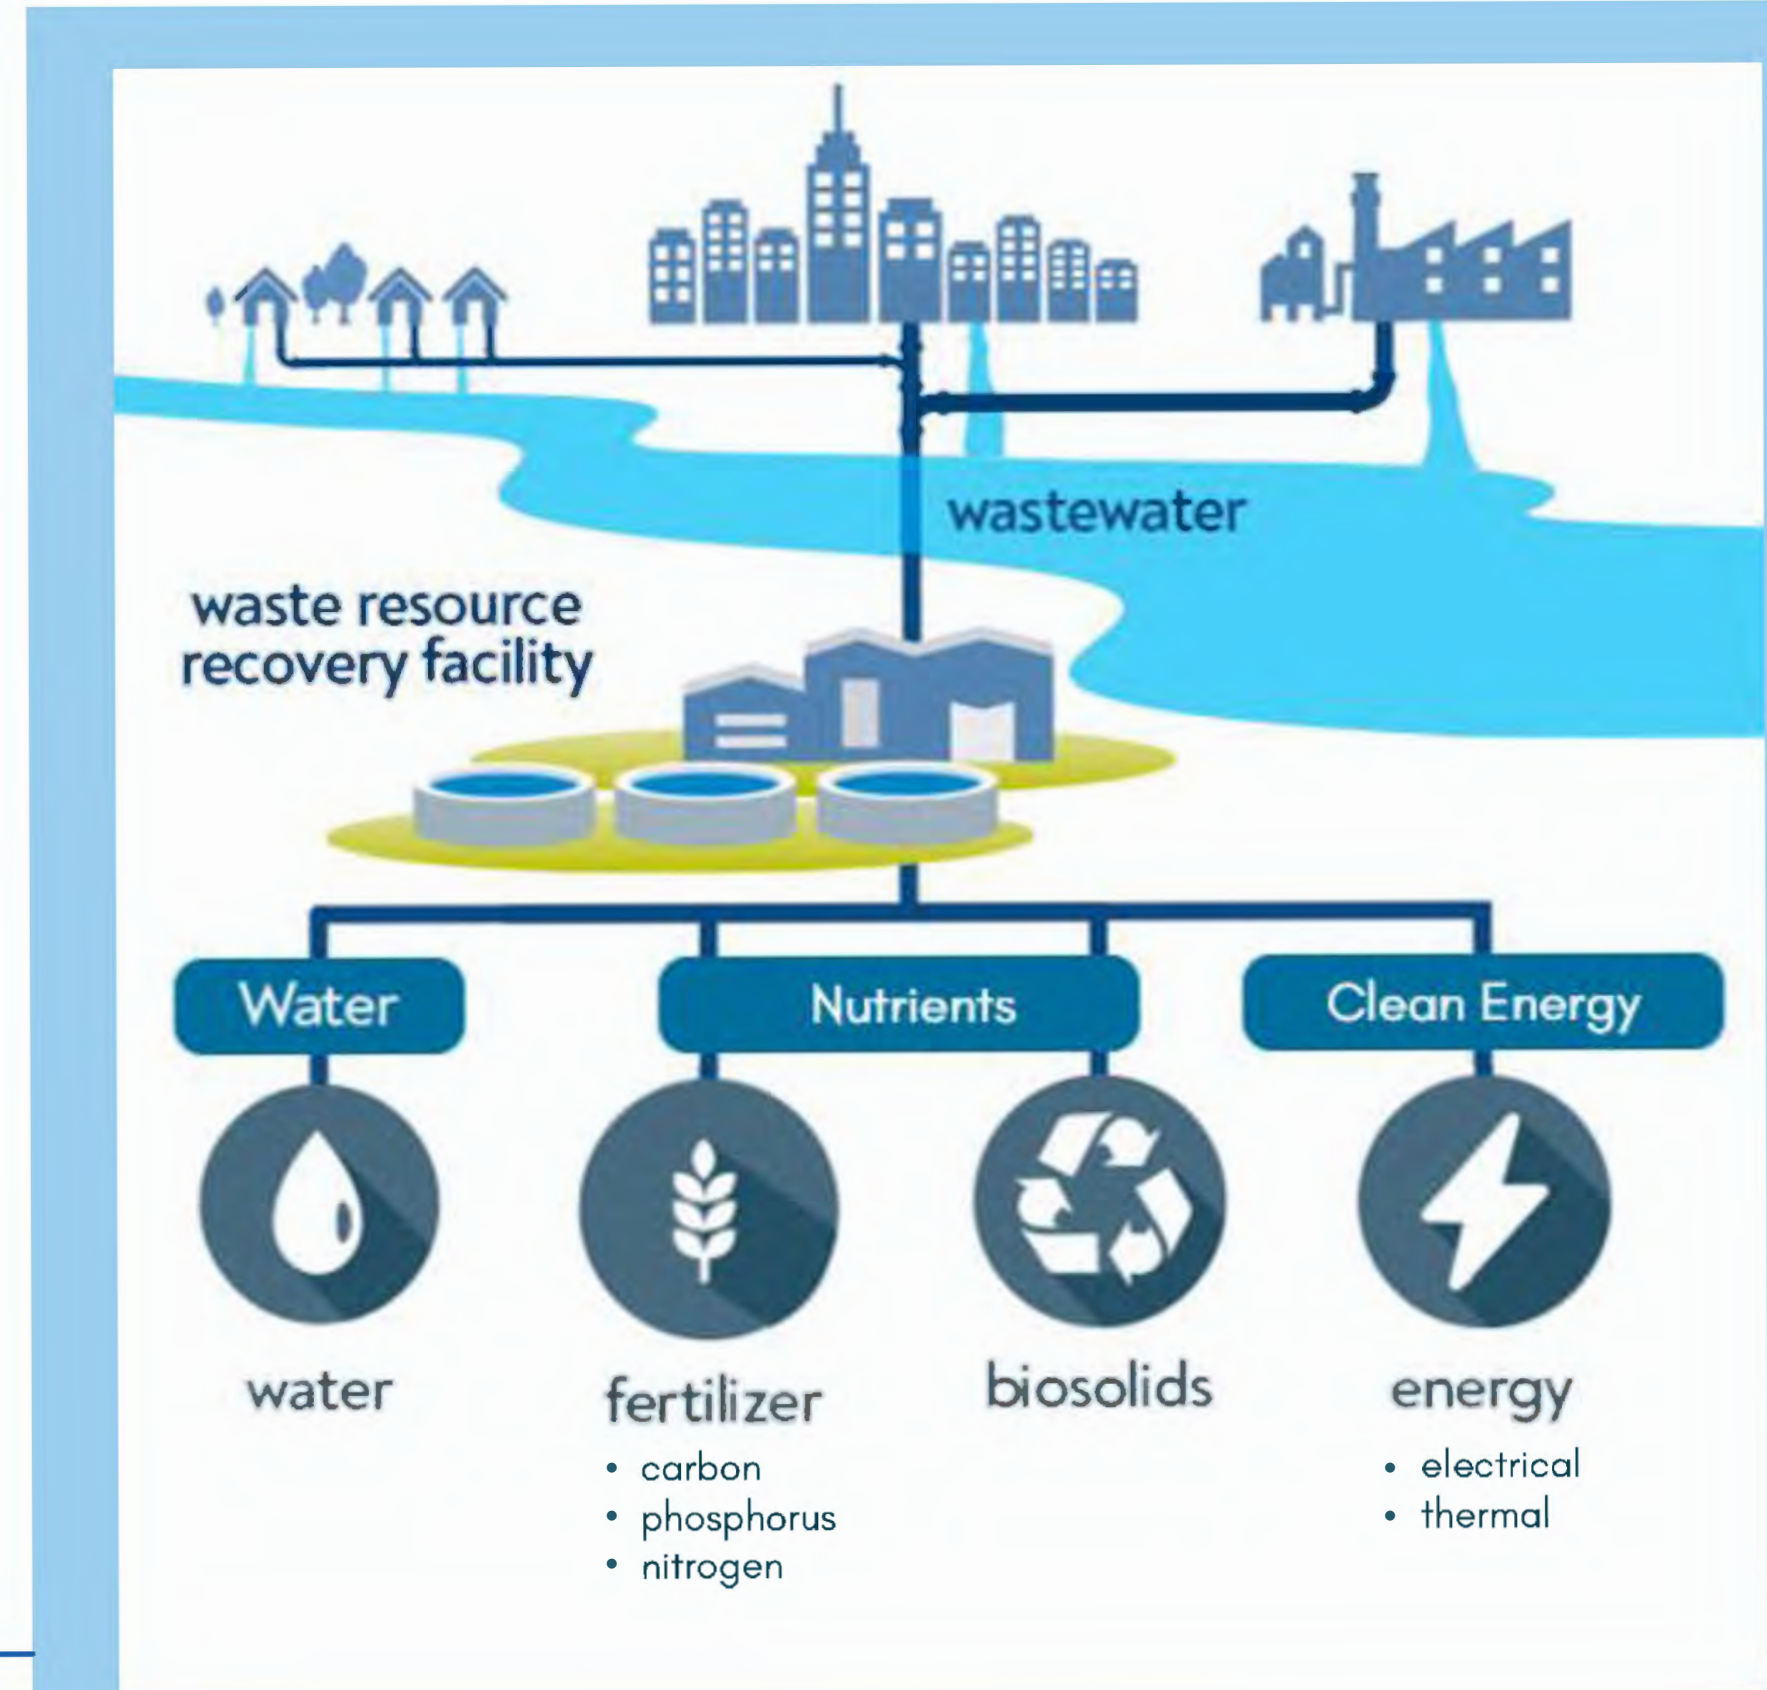 wastewater
waste resource
recovery facility
Water
Nutrients
Clean Energy
water
fertilizer
• carbon
• phosphorus
• nitrogen
biosolids
energy
• electrical
• thermal